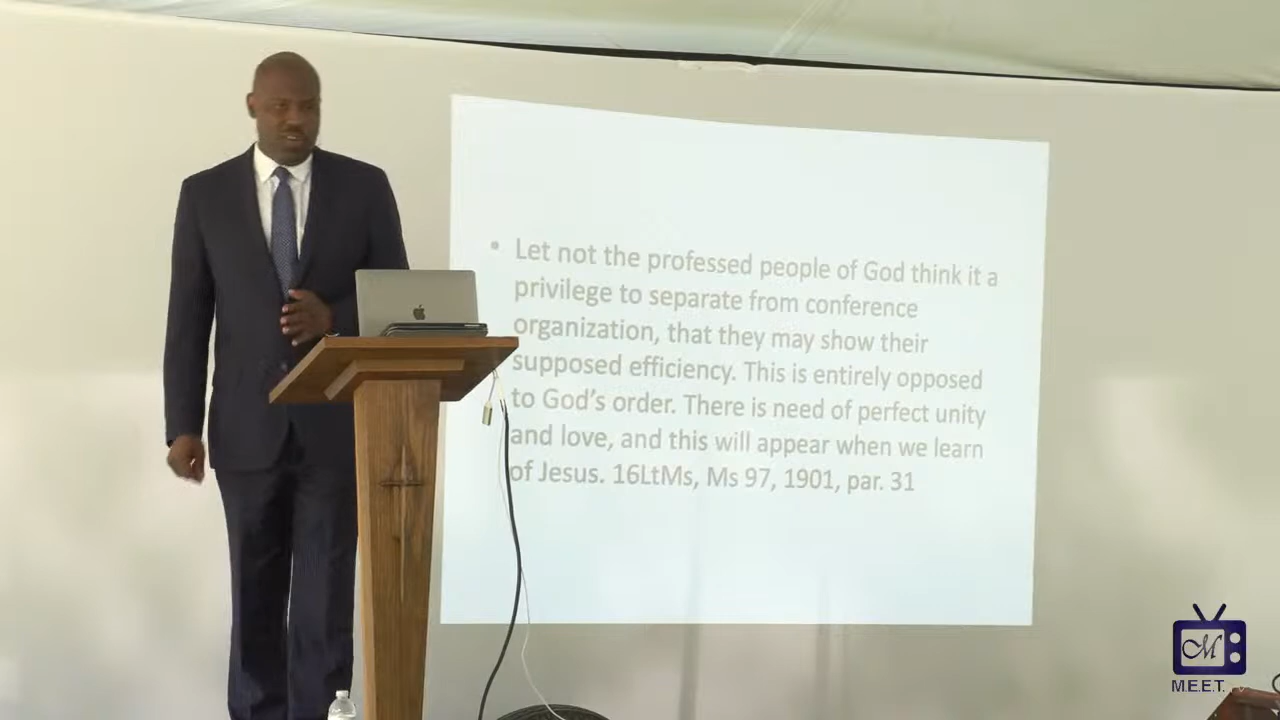 • Let not the professed people of God think it a
privilege to separate from conference
organization, that they may show their
supposed efficiency. This is entirely opposed
to God's order. There is need of perfect unity
and love, and this will appear when we learn
of Jesus. 16LtMs, Ms 97, 1901, par. 31
M
M.E.E.T.